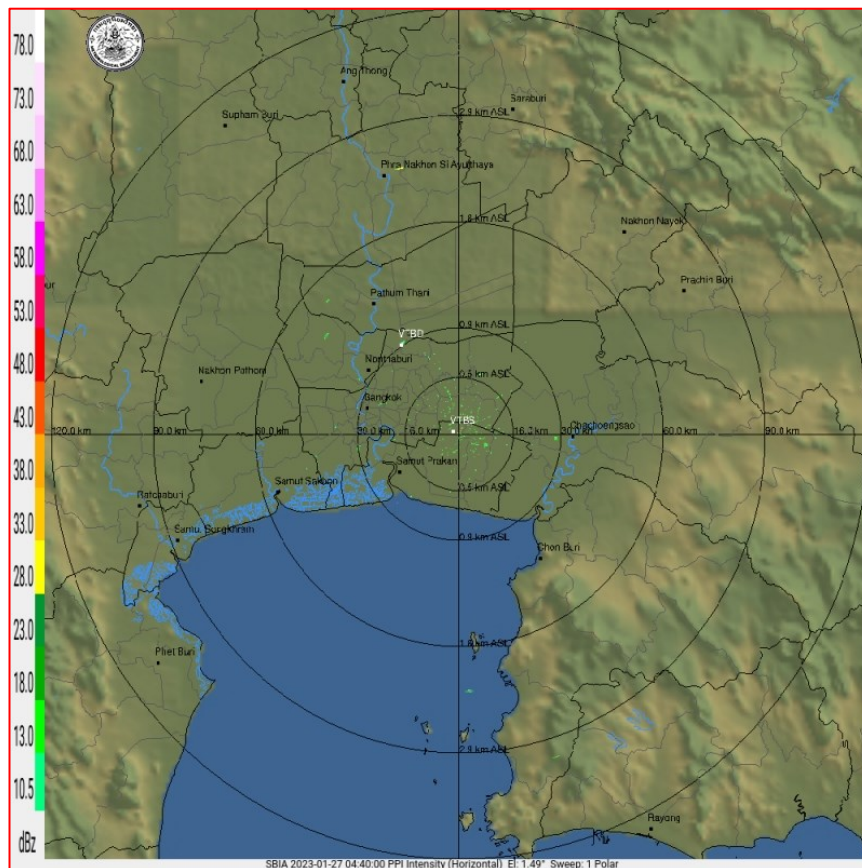 78.0
73.0
68.0
63.0
58.0
53.0
48.0
43.0
38.0
33.0
28.0
23.0
18.0
13.0
10.5
dBz
Ang Thong
Saraburi
Suphan Buri
2.9 km ASL
Phra Nakhon Si Ayutthaya
1.6 km ASL
Nakhon Nayok
Prachin Buri
Pathum Thani
VTBD
0.9 km ASL
Nonthaburi
Nakhon Pathom
0.5 km ASL
Bangkok
VTBS
120.0 km
90.0 km
60.0 km
30.0 km
16.2 km
30.0 km
Chachoengsao
60.0 km
90.0 km
Samut Prakan
Samut Sakhon
0.5 km ASL
Ratchaburi
Samut Songkhram
0.9 km ASL
Chon Buri
1.6 km ASL
Phet Buri
2.9 km ASL
Rayong
SBIA 2023-01-27 04:40:00 PPI Intensity (Horizontal) El: 1.49° Sweep: 1 Polar